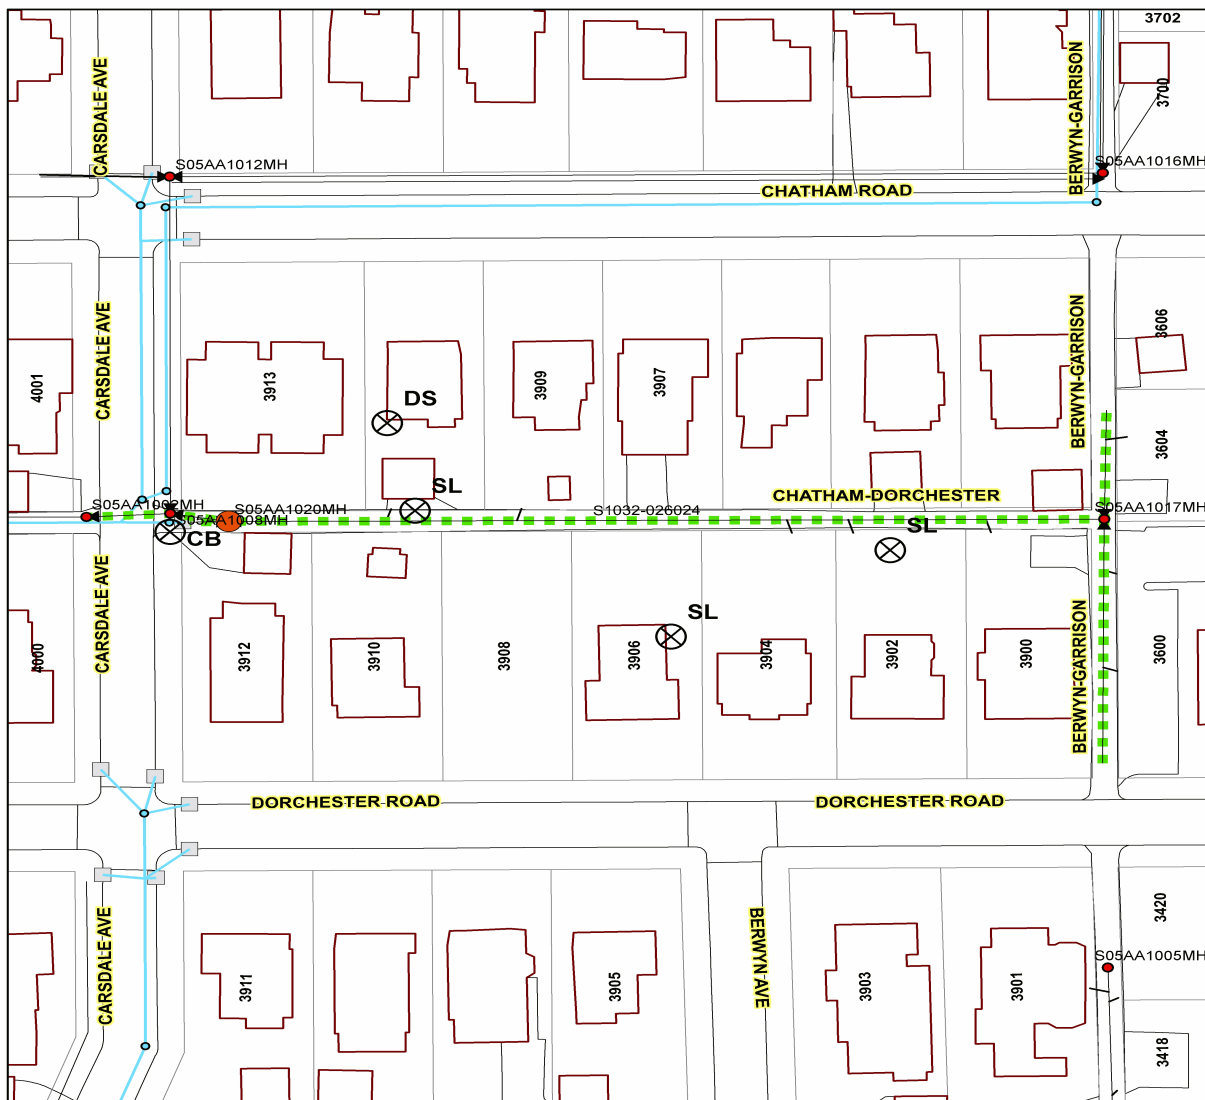 3702
CARSDALE AVE
BERWYN-GARRISON
3700
S05AA1012MH
S05AA1016MH
CHATHAM ROAD
CARSDALE AVE
BERWYN-GARRISON
3606
4001
3913
3909
3907
DS
3604
SL
CHATHAM-DORCHESTER
S05AA1002MH
S05AA1020MH
S1032-026024
S05AA1017MH
S05AA1008MH
SL
CB
CARSDALE AVE
BERWYN-GARRISON
SL
4000
3912
3910
3908
3906
3904
3902
3900
3600
DORCHESTER ROAD
DORCHESTER ROAD
CARSDALE AVE
BERWYN AVE
3420
S05AA1005MH
3911
3905
3903
3901
3418